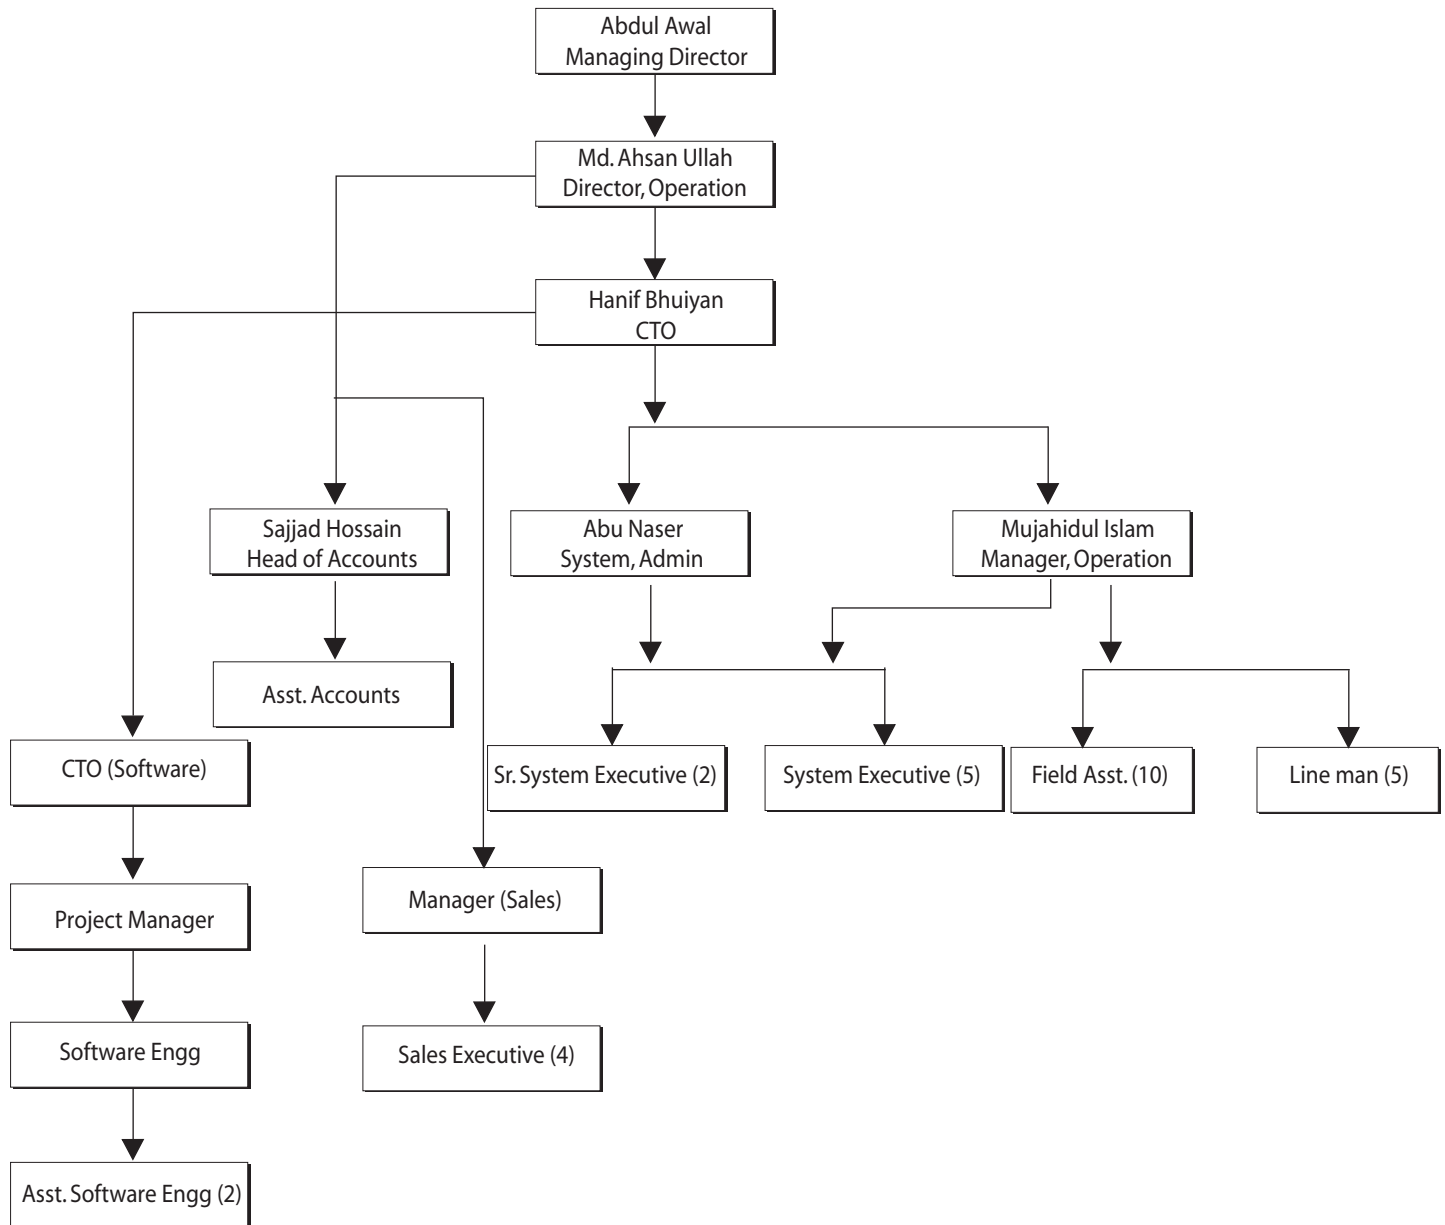 Abdul Awal
Managing Director
Md. Ahsan Ullah
Director, Operation
Hanif Bhuiyan
CTO
Sajjad Hossain
Head of Accounts
Abu Naser
System, Admin
Mujahidul Islam
Manager, Operation
Asst. Accounts
CTO (Software)
Sr. System Executive (2)
System Executive (5)
Field Asst. (10)
Line man (5)
Project Manager
Manager (Sales)
Software Engg
Sales Executive (4)
Asst. Software Engg (2)